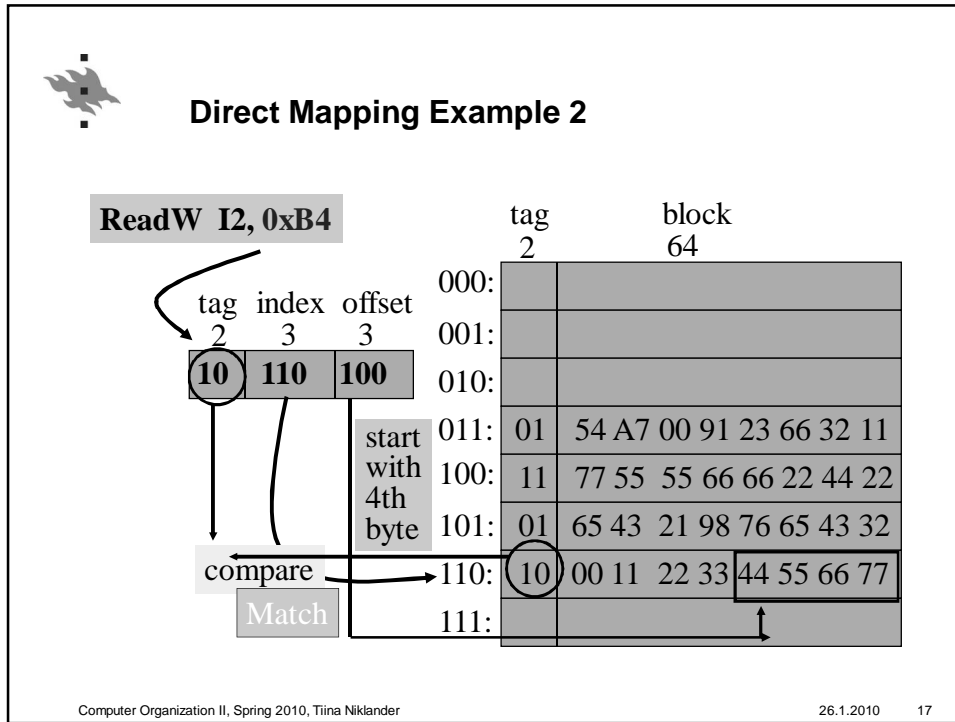 Direct Mapping Example 2
ReadW I2, 0xB4
tag index offset
2 3 3
10 110 100
start
with
4th
byte
compare
Match
tag block
2 64
000:
001:
010:
011: 01 54 A7 00 91 23 66 32 11
100: 11 77 55 55 66 66 22 44 22
101: 01 65 43 21 98 76 65 43 32
110: 10 00 11 22 33 44 55 66 77
111:
Computer Organization II, Spring 2010, Tiina Niklander 26.1.2010 17